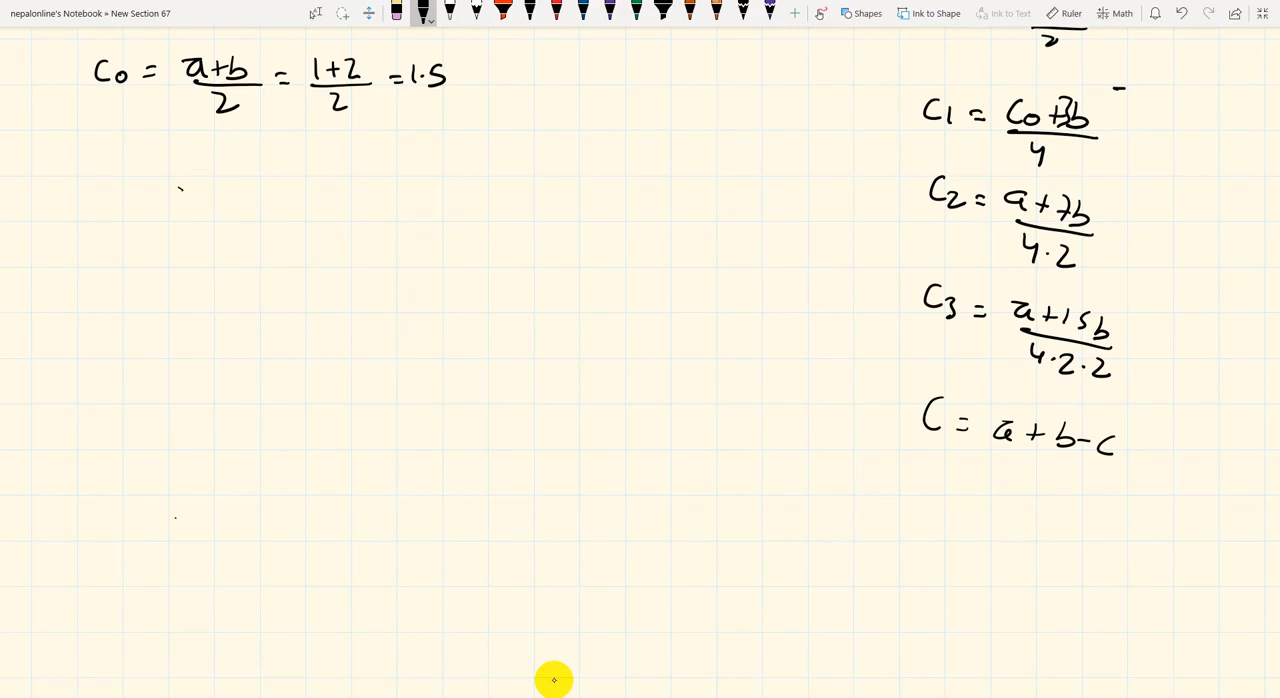 nepalonline's Notebook » New Section 67
Shapes
Ink to Shape
Ink to Text
Ruler
Math
C0 = a+b/2 = 1+2/2 = 1.5
2
C1 = C0+3b/4
C2 = a+7b/4·2
C3 = a+15b/4·2·2
C = a+b-c